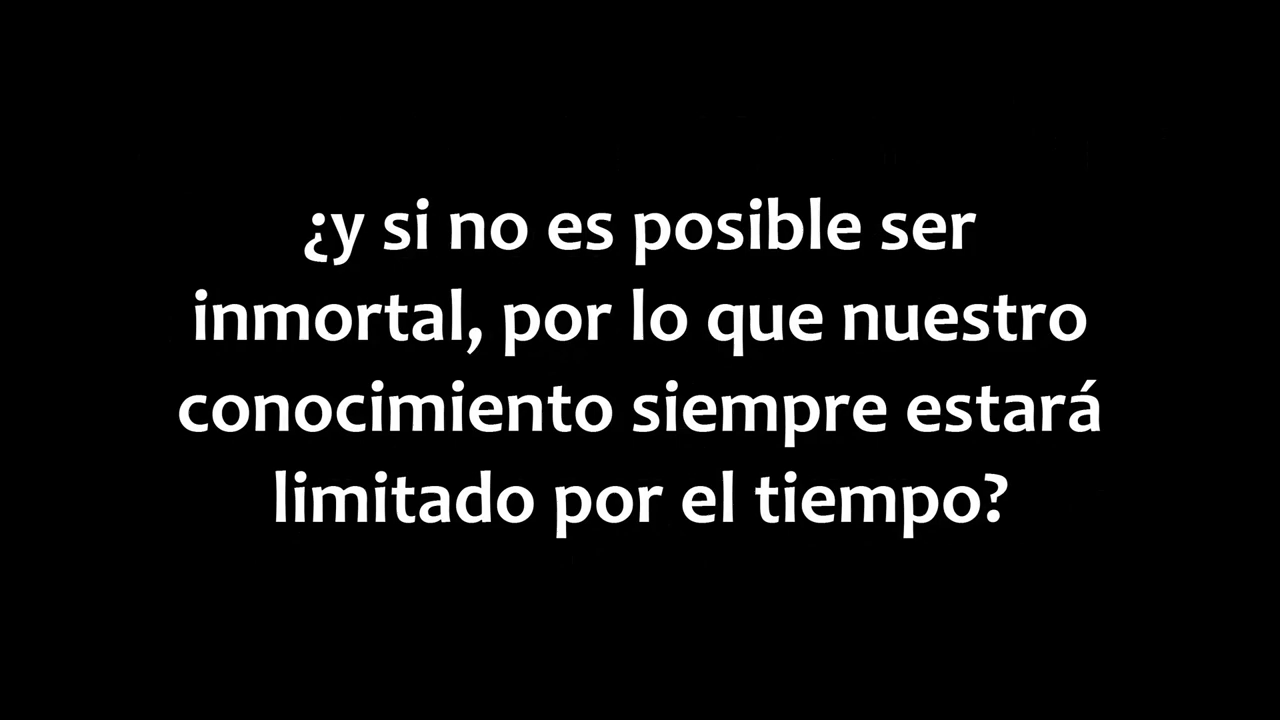 ¿y si no es posible ser
inmortal, por lo que nuestro
conocimiento siempre estará
limitado por el tiempo?